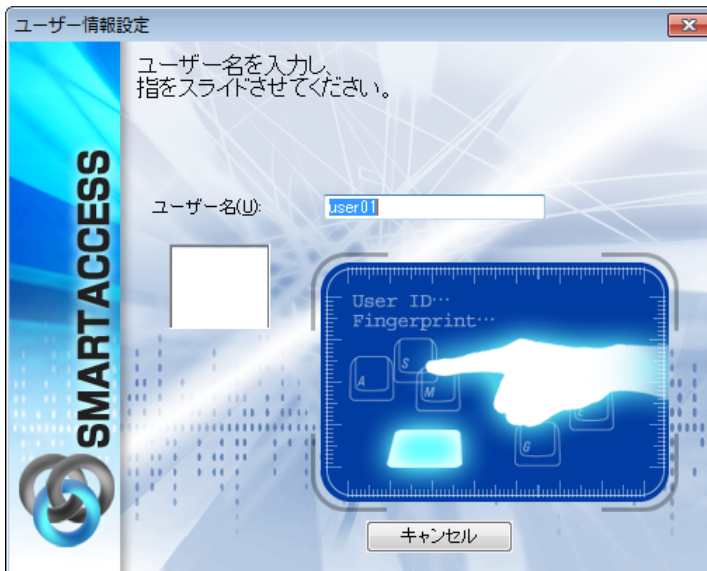 ユーザー情報設定
ユーザー名を入力し、
指をスライドさせてください。
SMARTACCESS
ユーザー名(U):
user01
User ID…
Fingerprint…
S
A
M
E
G
キャンセル